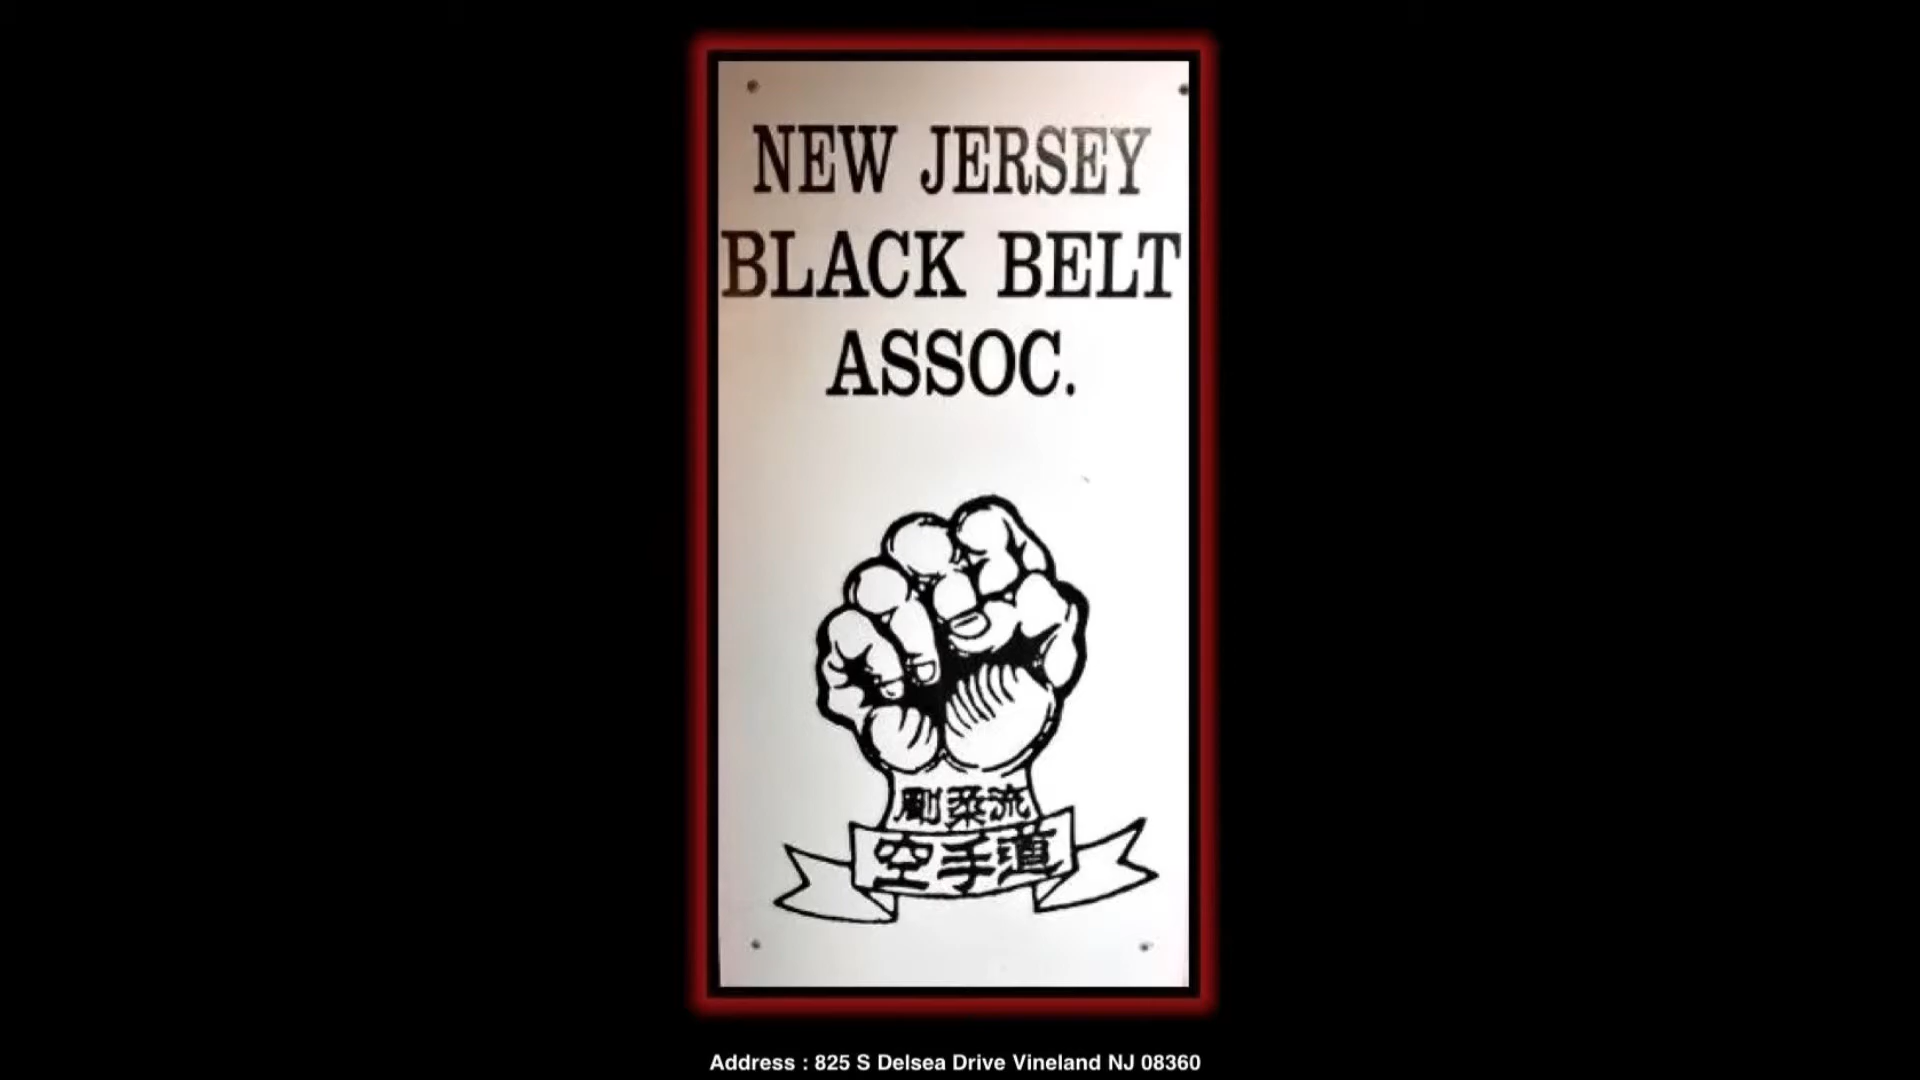 NEW JERSEY
BLACK BELT
ASSOC.
剛柔流
空手道
Address : 825 S Delsea Drive Vineland NJ 08360